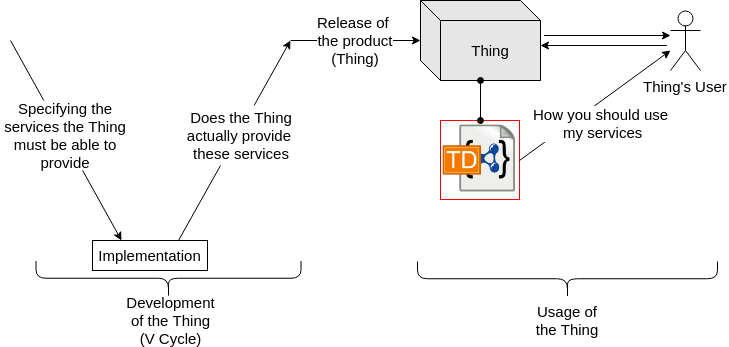 Specifying the
services the Thing
must be able to
provide
Does the Thing
actually provide
these services
Release of
the product
(Thing)
Thing
Thing's User
How you should use
my services
TD
{ }
Implementation
Development
of the Thing
(V Cycle)
Usage of
the Thing